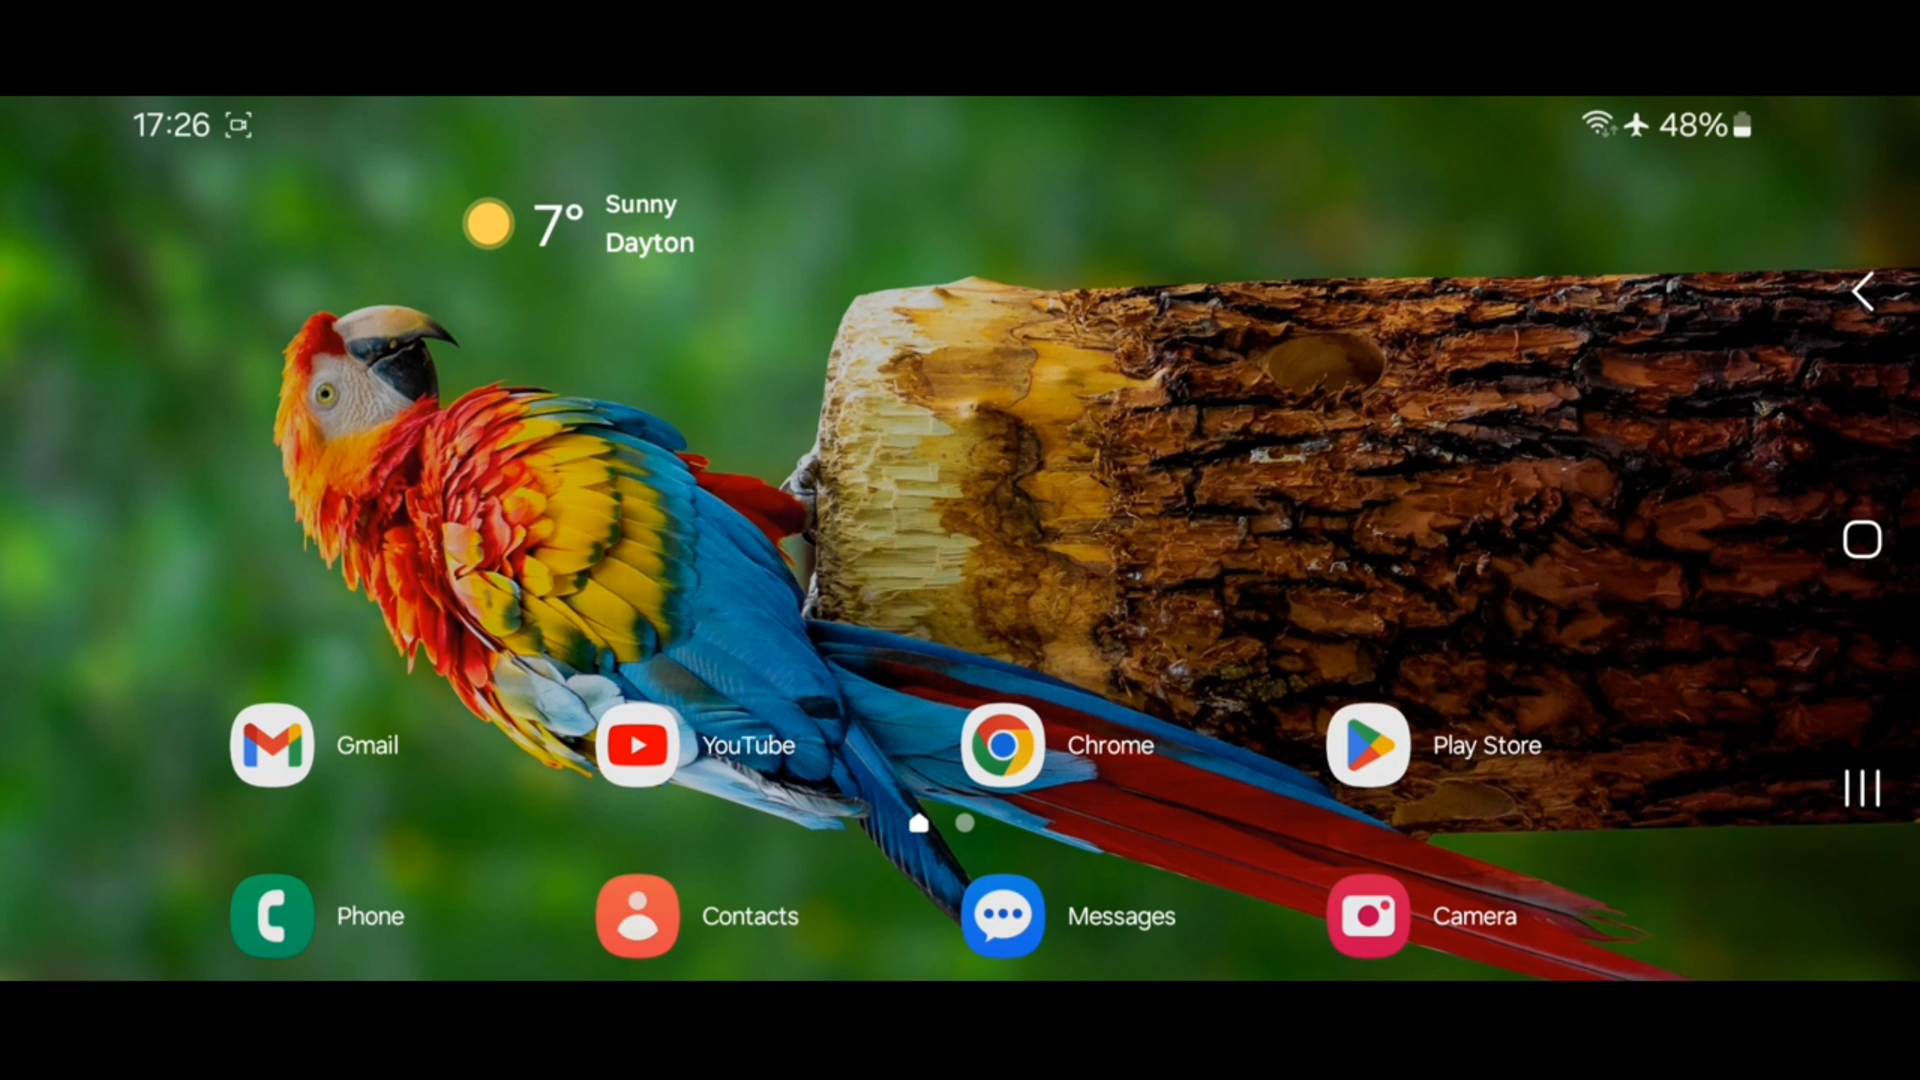 17:26
48%
7°
Sunny
Dayton
Gmail
YouTube
Chrome
Play Store
Phone
Contacts
Messages
Camera